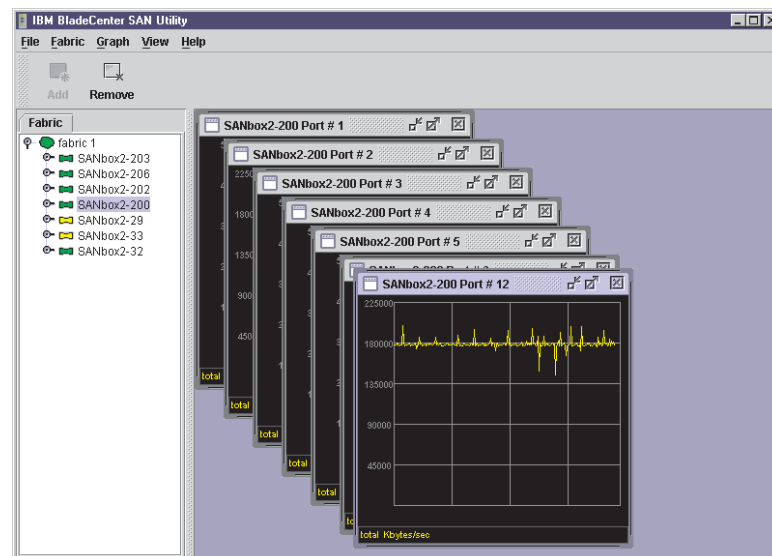 IBM BladeCenter SAN Utility
File Fabric Graph View Help
Add Remove
Fabric
fabric 1
SANbox2-203
SANbox2-206
SANbox2-202
SANbox2-200
SANbox2-29
SANbox2-33
SANbox2-32
SANbox2-200 Port # 1
total
SANbox2-200 Port # 2
2250
1800
1350
900
450
total
SANbox2-200 Port # 3
total
SANbox2-200 Port # 4
total
SANbox2-200 Port # 5
total
SANbox2-200 Port # 12
225000
180000
135000
90000
45000
total Kbytes/sec